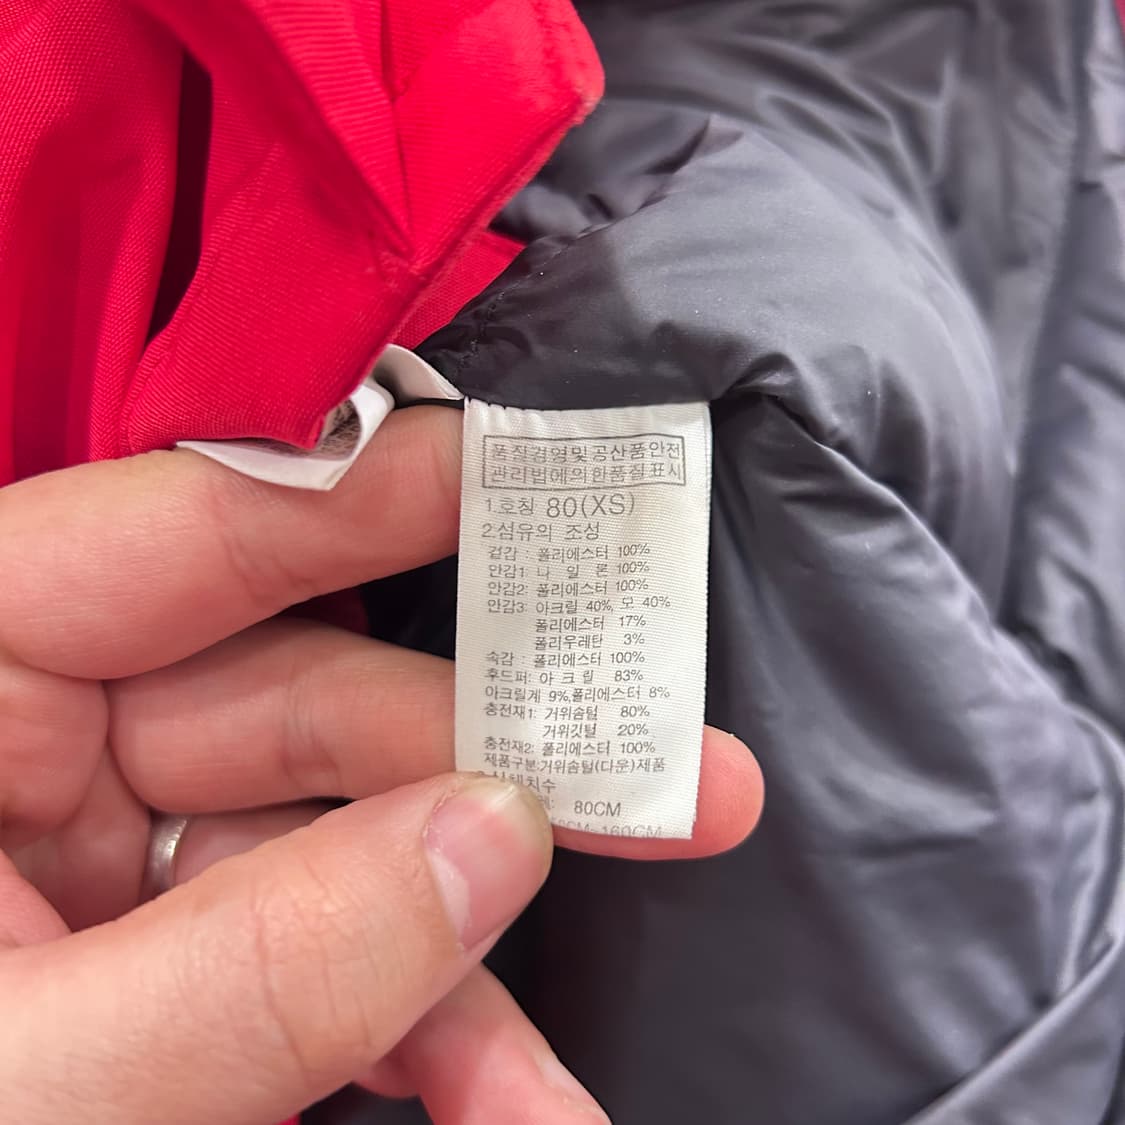 품질경영및공산품안전
관리법에의한품질표시
1.호칭 80(XS)
2.섬유의 조성
겉감 : 폴리에스터 100%
안감1: 나 일 론 100%
안감2: 폴리에스터 100%
안감3: 아크릴 40%, 모 40%
폴리에스터 17%
폴리우레탄 3%
속감 : 폴리에스터 100%
후드퍼: 아 크 릴 83%
아크릴계 9%,폴리에스터 8%
충전재1: 거위솜털 80%
거위깃털 20%
충전재2: 폴리에스터 100%
제품구분:거위솜털(다운)제품
신체치수
80CM
160CM